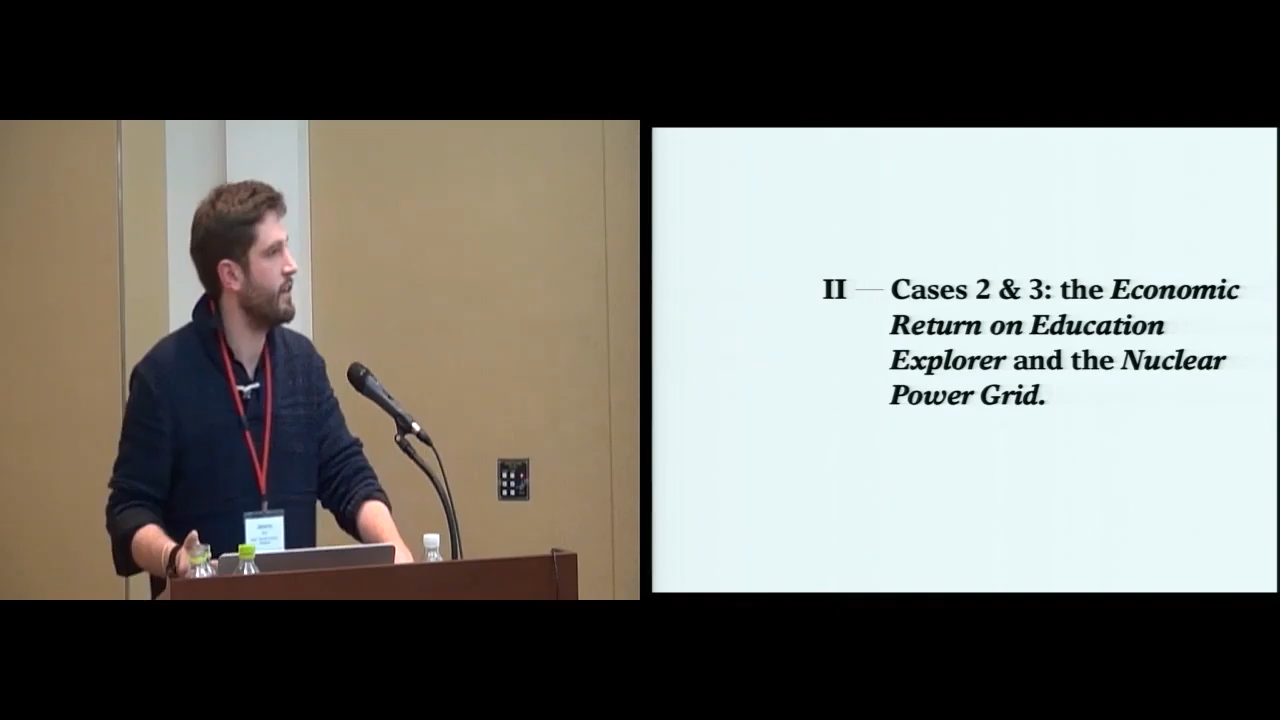 II — Cases 2 & 3: the Economic
Return on Education
Explorer and the Nuclear
Power Grid.